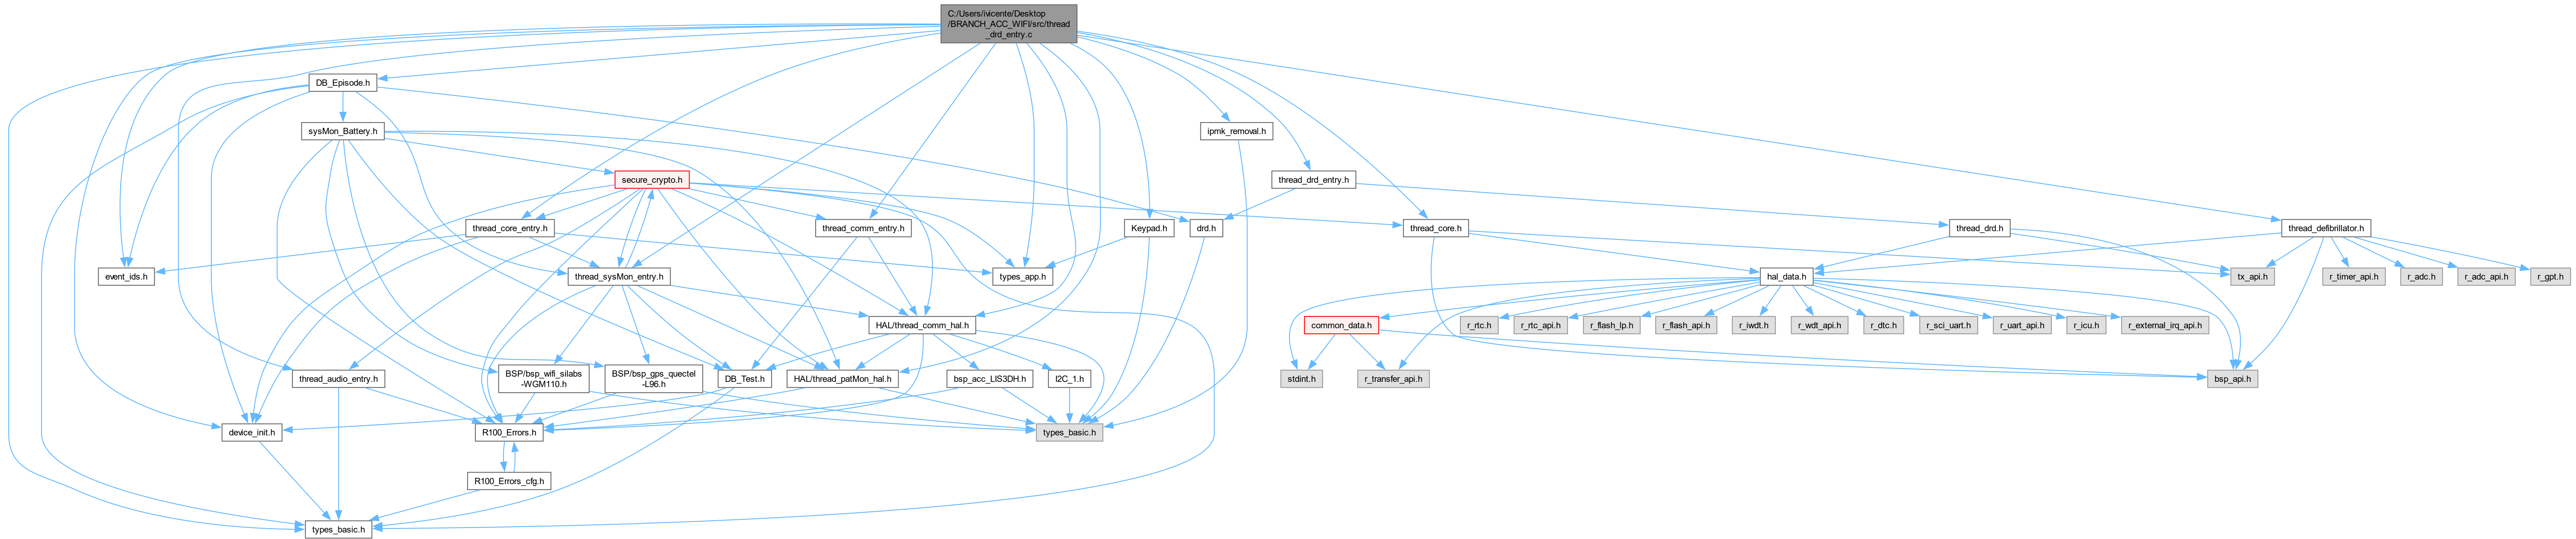 C:/Users/ivicente/Desktop
/BRANCH_ACC_WIFI/src/thread
_drd_entry.c
DB_Episode.h
sysMon_Battery.h
ipmk_removal.h
secure_crypto.h
thread_drd_entry.h
thread_core_entry.h
thread_comm_entry.h
Keypad.h
drd.h
thread_core.h
thread_drd.h
thread_defibrillator.h
event_ids.h
thread_sysMon_entry.h
types_app.h
hal_data.h
tx_api.h
r_timer_api.h
r_adc.h
r_adc_api.h
r_gpt.h
HAL/thread_comm_hal.h
common_data.h
r_rtc.h
r_rtc_api.h
r_flash_lp.h
r_flash_api.h
r_iwdt.h
r_wdt_api.h
r_dtc.h
r_sci_uart.h
r_uart_api.h
r_icu.h
r_external_irq_api.h
thread_audio_entry.h
BSP/bsp_wifi_silabs
-WGM110.h
BSP/bsp_gps_quectel
-L96.h
DB_Test.h
HAL/thread_patMon_hal.h
bsp_acc_LIS3DH.h
I2C_1.h
stdint.h
r_transfer_api.h
bsp_api.h
device_init.h
R100_Errors.h
types_basic.h
R100_Errors_cfg.h
types_basic.h